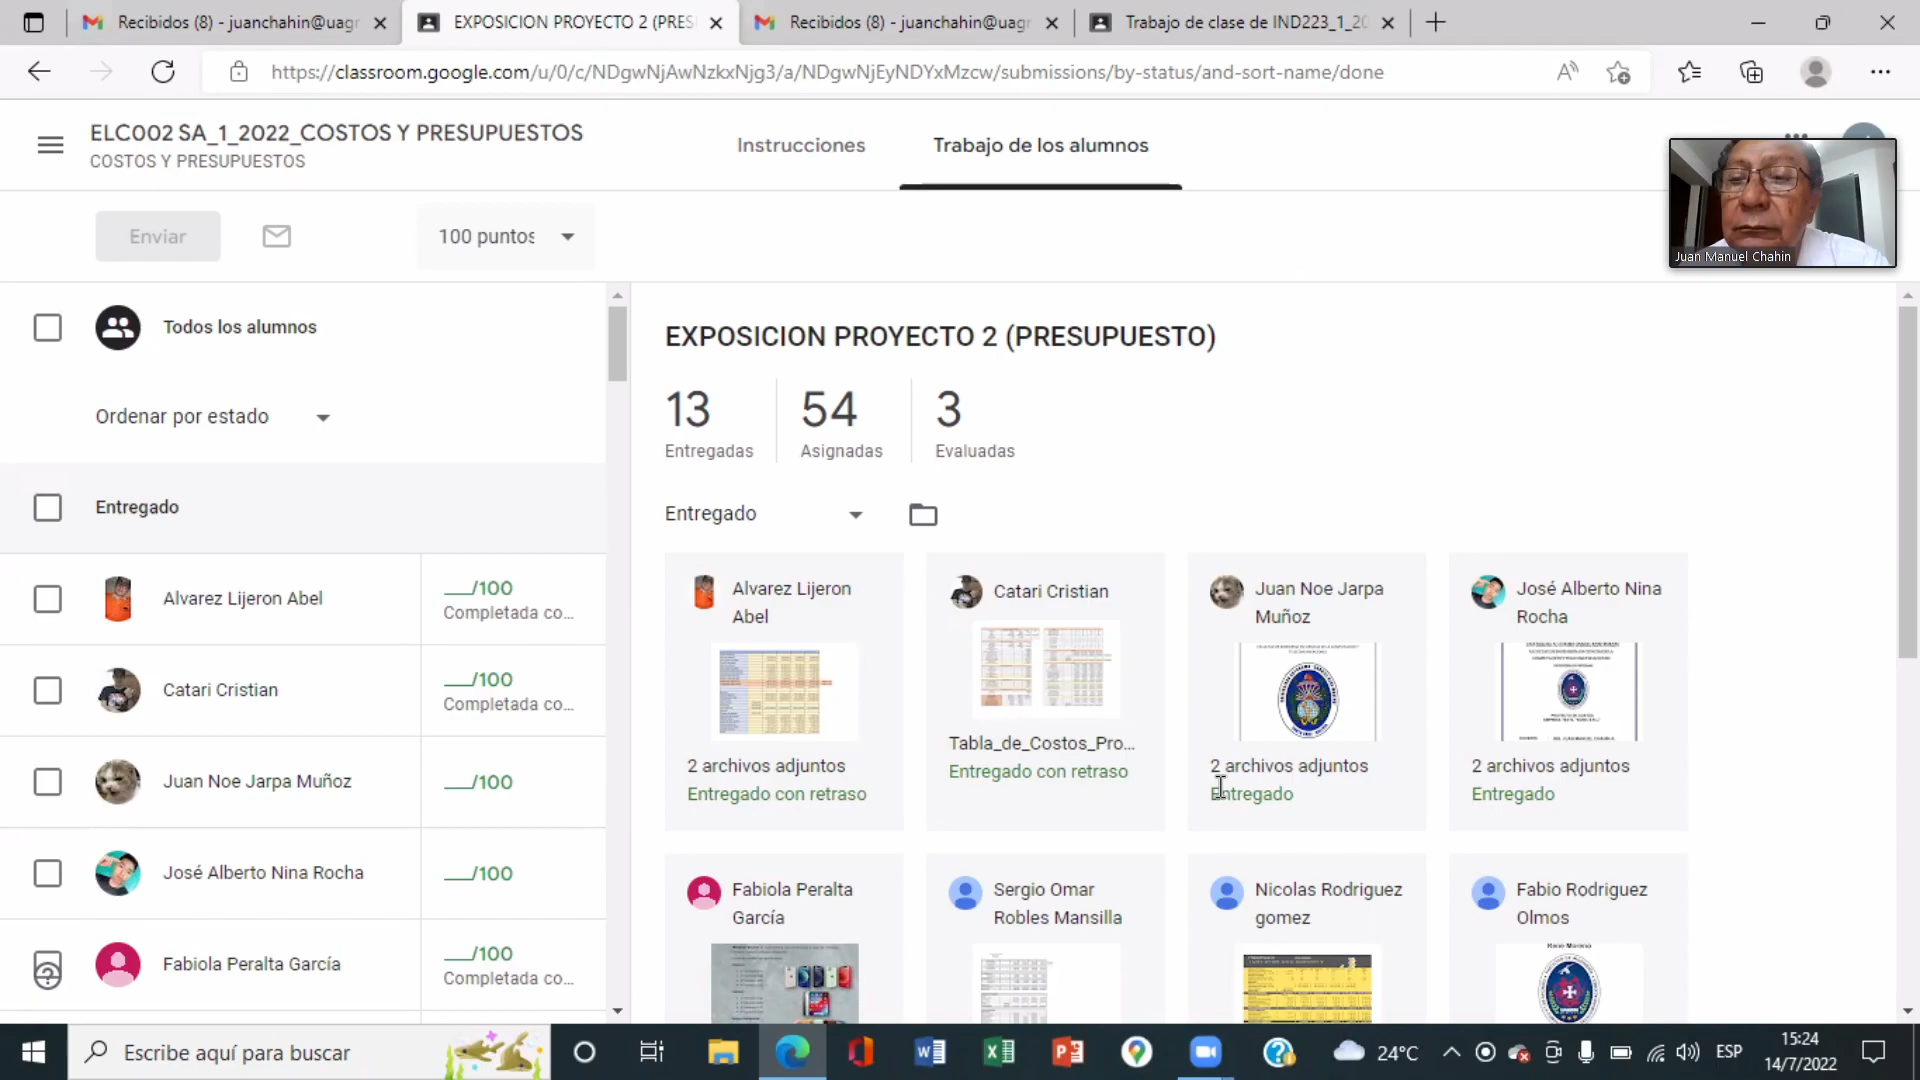 Recibidos (8) - juanchahin@uagr
EXPOSICION PROYECTO 2 (PRES
Recibidos (8) - juanchahin@uagr
Trabajo de clase de IND223_1_20
https://classroom.google.com/u/0/c/NDgwNjAwNzkxNjg3/a/NDgwNjEyNDYxMzcw/submissions/by-status/and-sort-name/done
ELC002 SA_1_2022_COSTOS Y PRESUPUESTOS
COSTOS Y PRESUPUESTOS
Instrucciones
Trabajo de los alumnos
Juan Manuel Chahin
Enviar
100 puntos
Todos los alumnos
Ordenar por estado
Entregado
Alvarez Lijeron Abel
__/100
Completada co...
Catari Cristian
__/100
Completada co...
Juan Noe Jarpa Muñoz
__/100
José Alberto Nina Rocha
__/100
Fabiola Peralta García
__/100
Completada co...
EXPOSICION PROYECTO 2 (PRESUPUESTO)
13
Entregadas
54
Asignadas
3
Evaluadas
Entregado
Alvarez Lijeron
Abel
2 archivos adjuntos
Entregado con retraso
Catari Cristian
Tabla_de_Costos_Pro...
Entregado con retraso
Juan Noe Jarpa
Muñoz
2 archivos adjuntos
Entregado
José Alberto Nina
Rocha
2 archivos adjuntos
Entregado
Fabiola Peralta
García
Sergio Omar
Robles Mansilla
Nicolas Rodriguez
gomez
Fabio Rodriguez
Olmos
Rene Moreno
Escribe aquí para buscar
24°C
ESP
15:24
14/7/2022